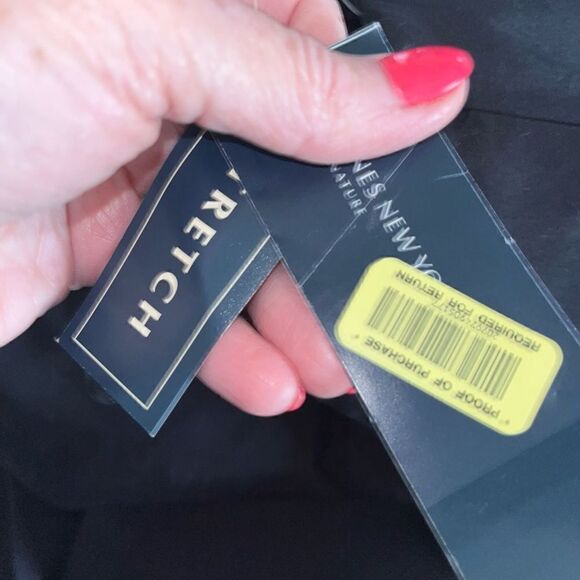 RETCH
NES NEW YO
NATURE
PROOF OF PURCHASE
REQUIRED FOR RETURN